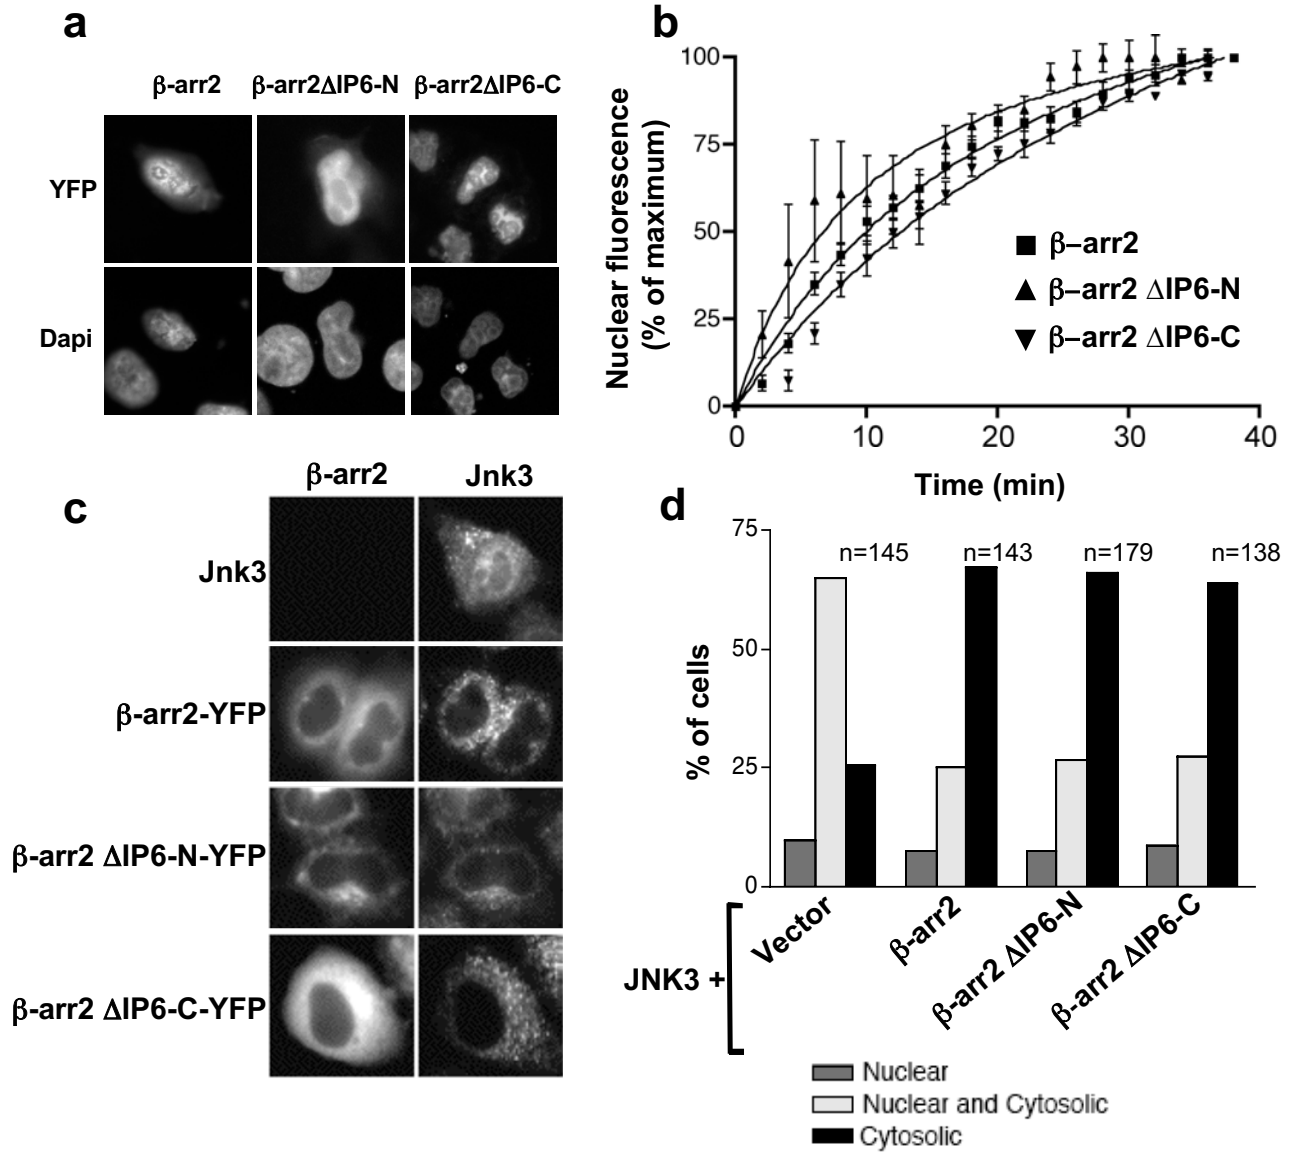 a
β-arr2
β-arr2ΔIP6-N
β-arr2ΔIP6-C
YFP
Dapi
b
Nuclear fluorescence
(% of maximum)
100
75
50
25
0
0
10
20
30
40
Time (min)
β–arr2
β–arr2 ΔIP6-N
β–arr2 ΔIP6-C
c
β-arr2
Jnk3
Jnk3
β-arr2-YFP
β-arr2 ΔIP6-N-YFP
β-arr2 ΔIP6-C-YFP
d
% of cells
75
50
25
0
n=145
n=143
n=179
n=138
JNK3 +
Vector
β-arr2
β-arr2 ΔIP6-N
β-arr2 ΔIP6-C
Nuclear
Nuclear and Cytosolic
Cytosolic